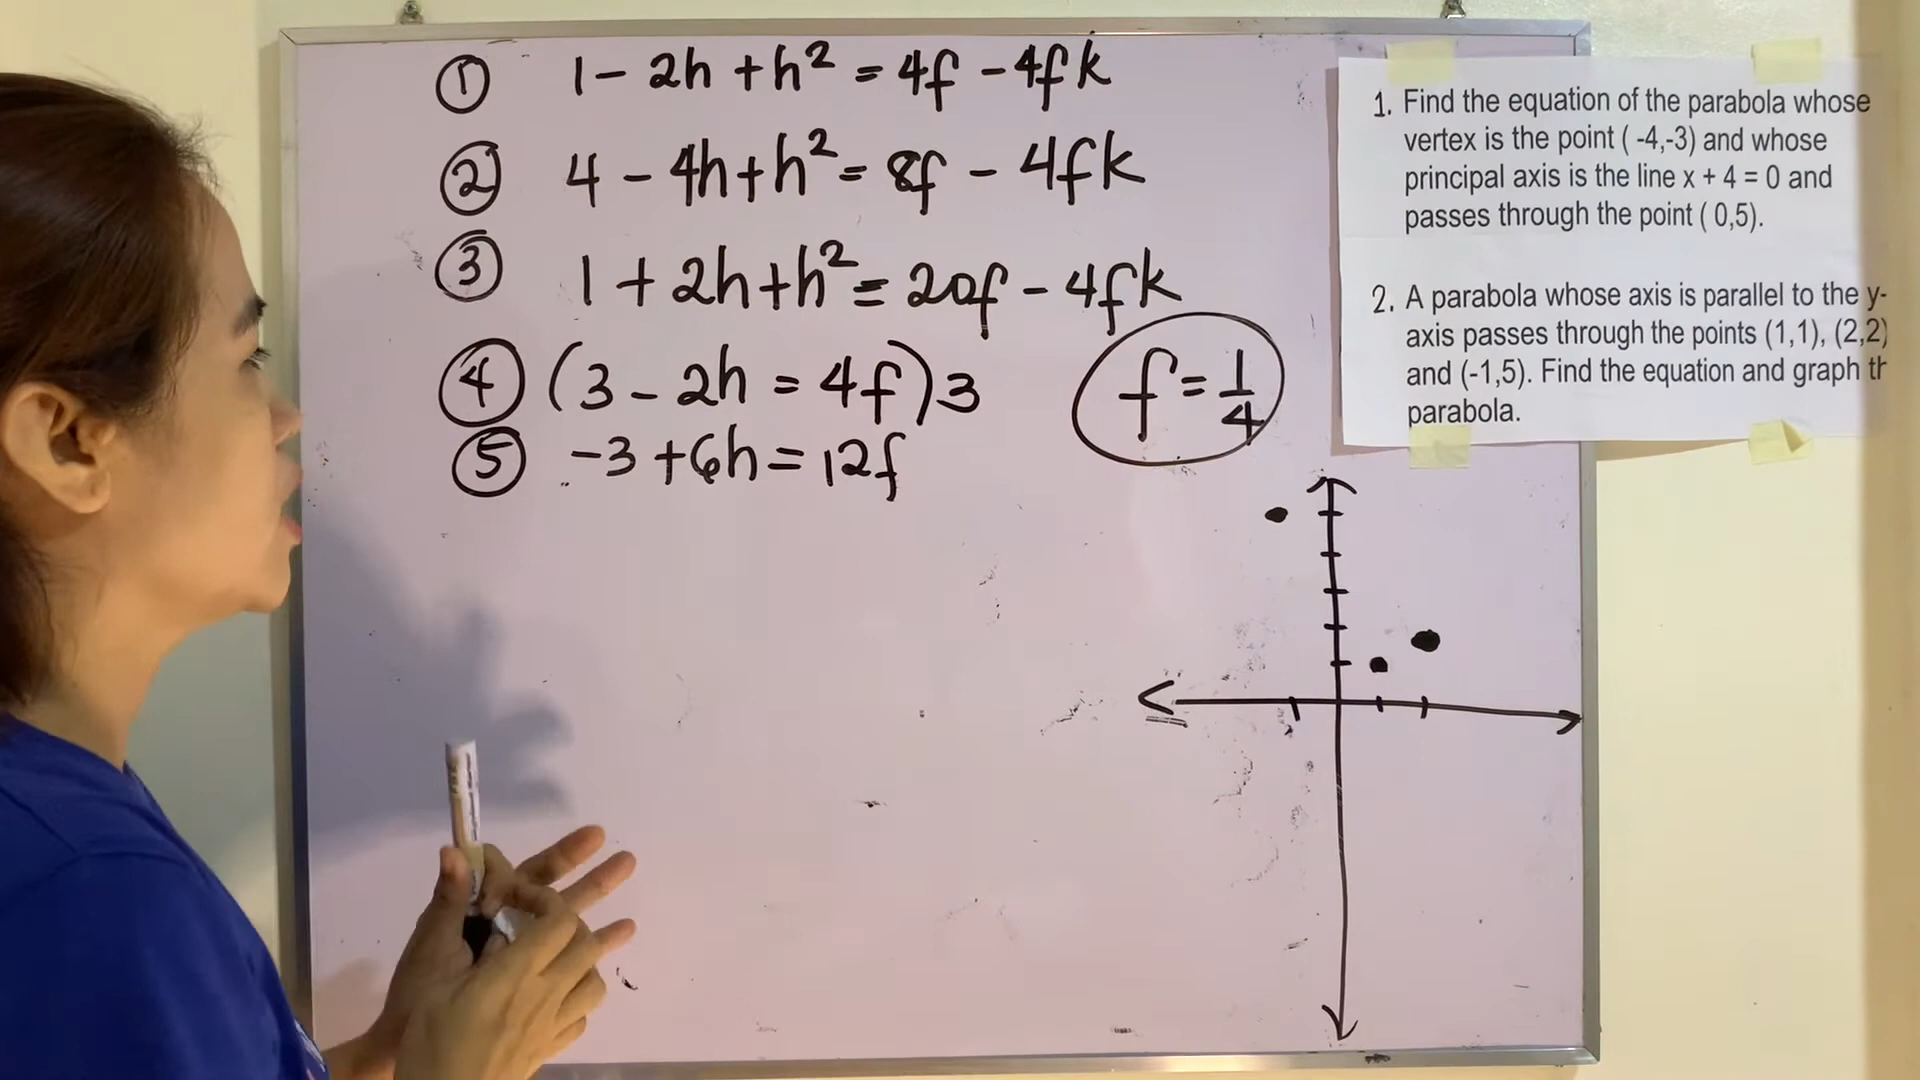 ① 1 - 2h + h² = 4f - 4fk
② 4 - 4h + h² = 8f - 4fk
③ 1 + 2h + h² = 20f - 4fk
④ (3 - 2h = 4f)3
f = 1/4
⑤ -3 + 6h = 12f
1. Find the equation of the parabola whose
vertex is the point ( -4,-3) and whose
principal axis is the line x + 4 = 0 and
passes through the point ( 0,5).
2. A parabola whose axis is parallel to the y-
axis passes through the points (1,1), (2,2)
and (-1,5). Find the equation and graph th
parabola.